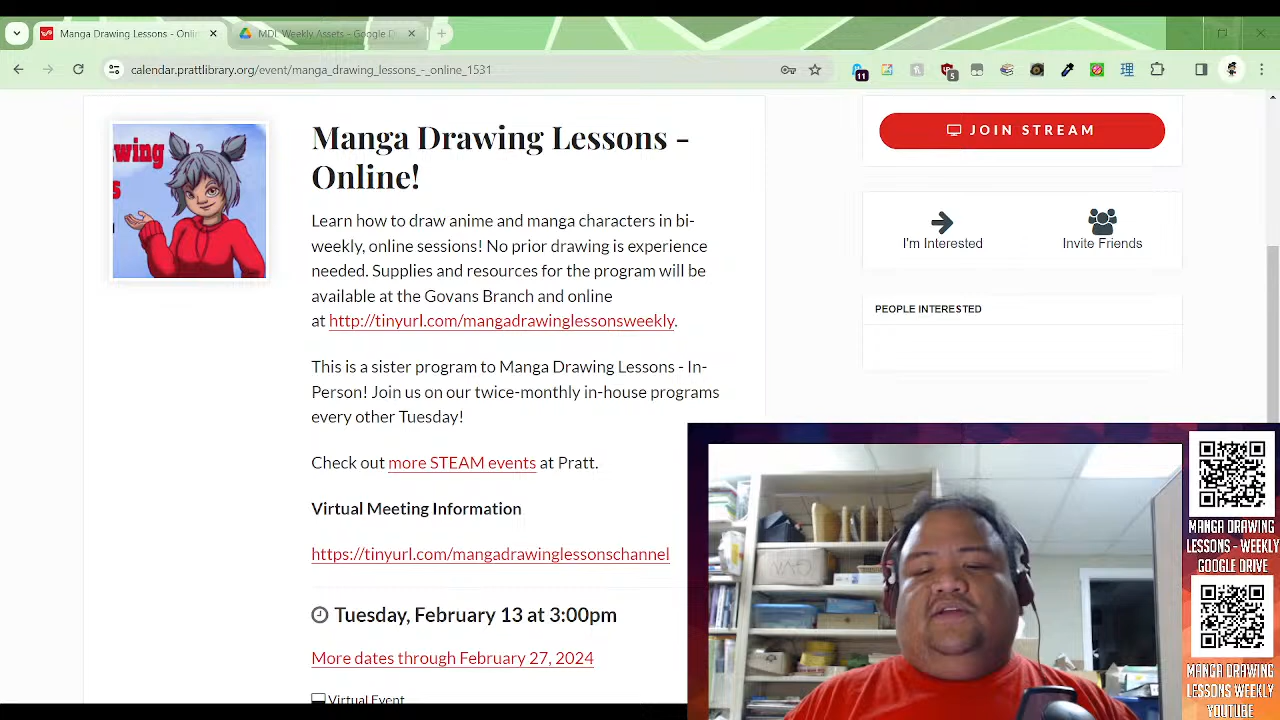 Manga Drawing Lessons - Onlin
MDL Weekly Assets - Google D
calendar.prattlibrary.org/event/manga_drawing_lessons_-_online_1531
11
5
wing
s
Manga Drawing Lessons -
Online!
Learn how to draw anime and manga characters in bi-
weekly, online sessions! No prior drawing is experience
needed. Supplies and resources for the program will be
available at the Govans Branch and online
at http://tinyurl.com/mangadrawinglessonsweekly.
This is a sister program to Manga Drawing Lessons - In-
Person! Join us on our twice-monthly in-house programs
every other Tuesday!
Check out more STEAM events at Pratt.
Virtual Meeting Information
https://tinyurl.com/mangadrawinglessonschannel
Tuesday, February 13 at 3:00pm
More dates through February 27, 2024
Virtual Event
JOIN STREAM
I'm Interested
Invite Friends
PEOPLE INTERESTED
MANGA DRAWING
LESSONS - WEEKLY
GOOGLE DRIVE
MANGA DRAWING
LESSONS WEEKLY
YOUTUBE